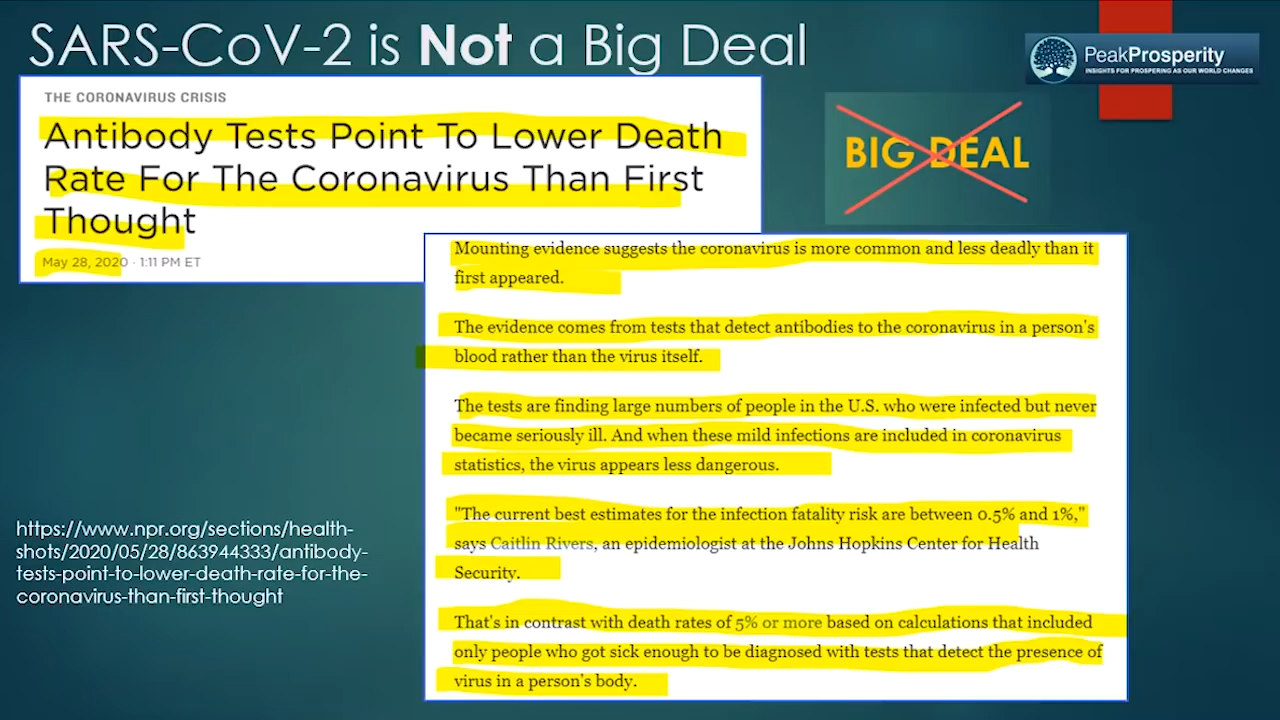 SARS-CoV-2 is Not a Big Deal
PeakProsperity
INSIGHTS FOR PROSPERING AS OUR WORLD CHANGES
THE CORONAVIRUS CRISIS
Antibody Tests Point To Lower Death
Rate For The Coronavirus Than First
Thought
May 28, 2020 · 1:11 PM ET
BIG DEAL
Mounting evidence suggests the coronavirus is more common and less deadly than it
first appeared.
The evidence comes from tests that detect antibodies to the coronavirus in a person's
blood rather than the virus itself.
The tests are finding large numbers of people in the U.S. who were infected but never
became seriously ill. And when these mild infections are included in coronavirus
statistics, the virus appears less dangerous.
"The current best estimates for the infection fatality risk are between 0.5% and 1%,"
says Caitlin Rivers, an epidemiologist at the Johns Hopkins Center for Health
Security.
That's in contrast with death rates of 5% or more based on calculations that included
only people who got sick enough to be diagnosed with tests that detect the presence of
virus in a person's body.
https://www.npr.org/sections/health-
shots/2020/05/28/863944333/antibody-
tests-point-to-lower-death-rate-for-the-
coronavirus-than-first-thought